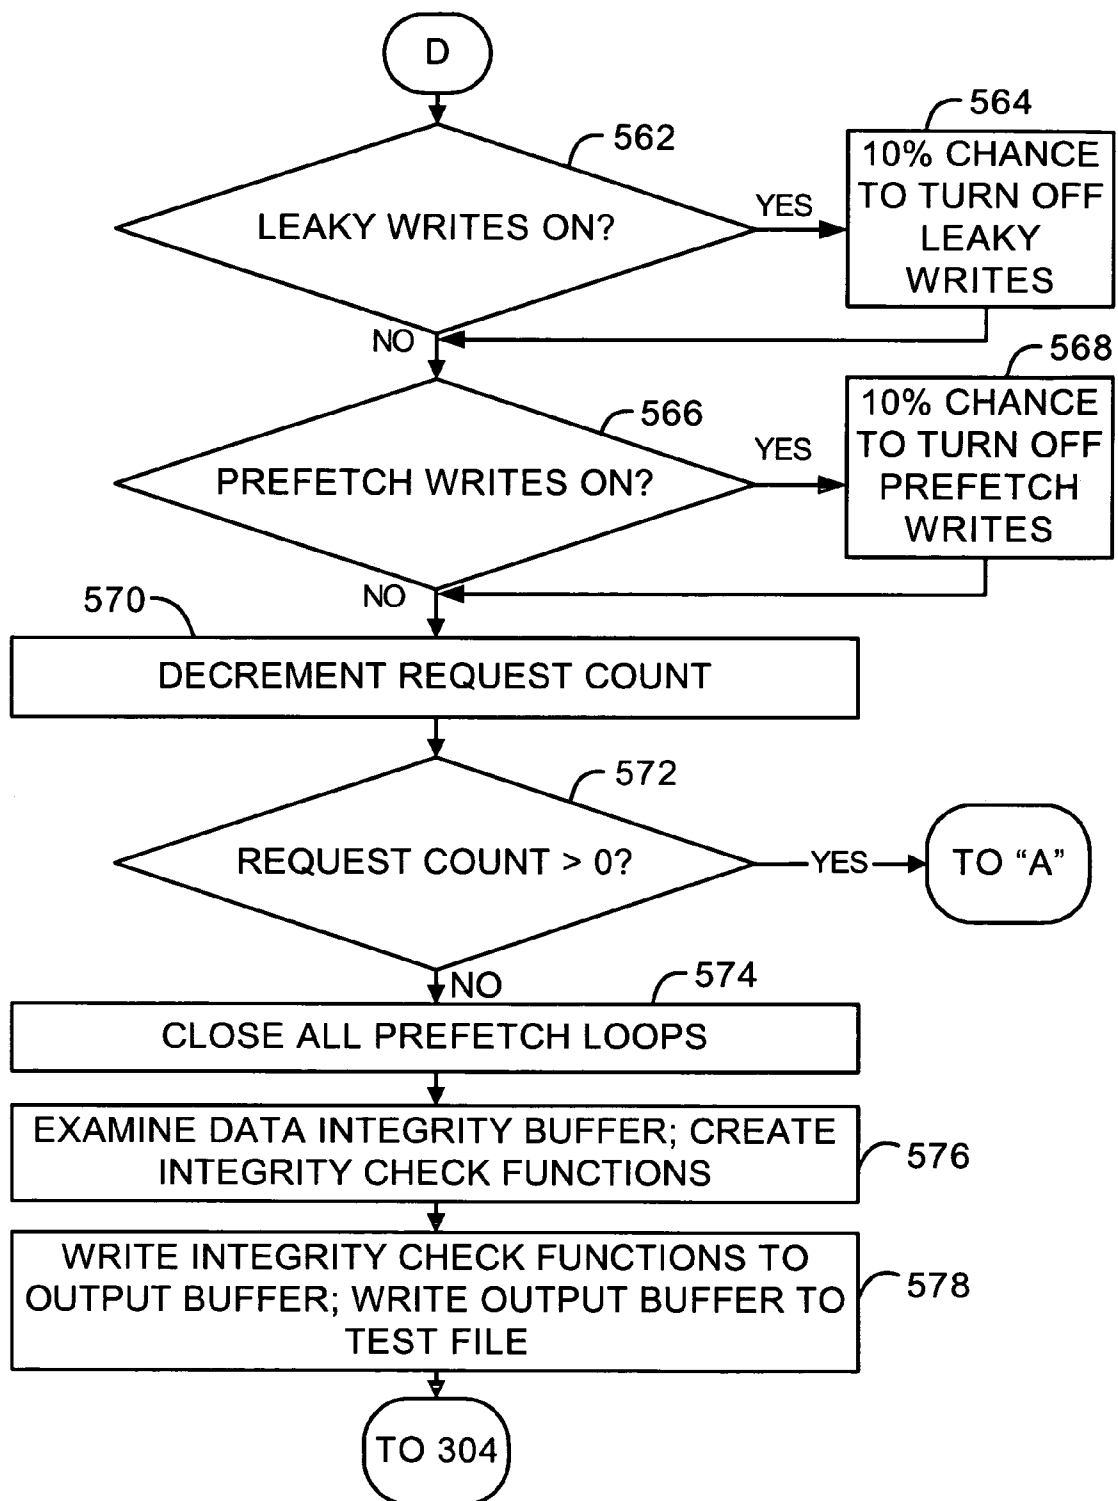 D
562
LEAKY WRITES ON?
YES
564
10% CHANCE
TO TURN OFF
LEAKY
WRITES
NO
566
PREFETCH WRITES ON?
YES
568
10% CHANCE
TO TURN OFF
PREFETCH
WRITES
NO
570
DECREMENT REQUEST COUNT
572
REQUEST COUNT > 0?
YES
TO “A”
NO
574
CLOSE ALL PREFETCH LOOPS
EXAMINE DATA INTEGRITY BUFFER; CREATE
INTEGRITY CHECK FUNCTIONS
576
WRITE INTEGRITY CHECK FUNCTIONS TO
OUTPUT BUFFER; WRITE OUTPUT BUFFER TO
TEST FILE
578
TO 304